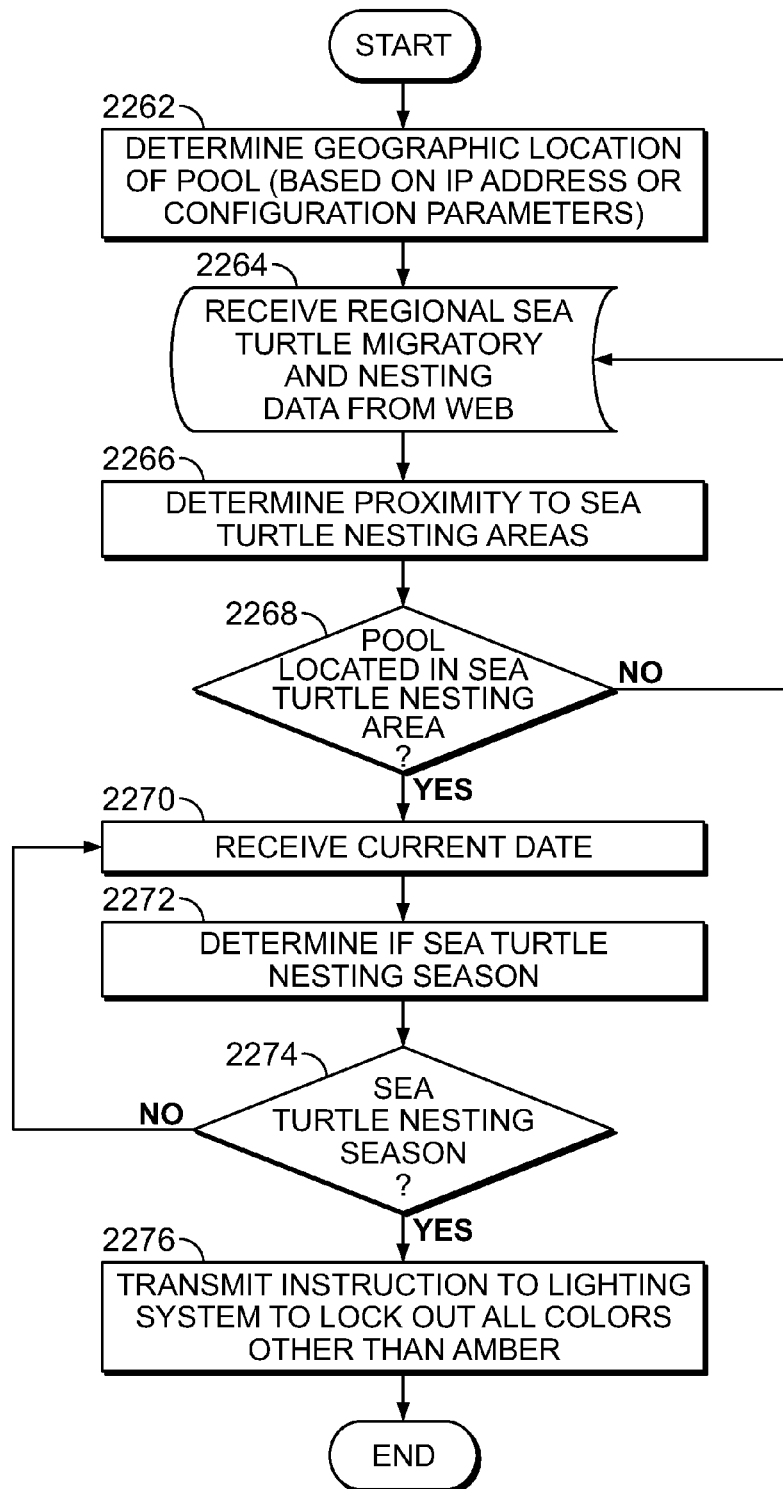 START
2262
DETERMINE GEOGRAPHIC LOCATION
OF POOL (BASED ON IP ADDRESS OR
CONFIGURATION PARAMETERS)
2264
RECEIVE REGIONAL SEA
TURTLE MIGRATORY
AND NESTING
DATA FROM WEB
2266
DETERMINE PROXIMITY TO SEA
TURTLE NESTING AREAS
2268
POOL
LOCATED IN SEA
TURTLE NESTING
AREA
?
NO
YES
2270
RECEIVE CURRENT DATE
2272
DETERMINE IF SEA TURTLE
NESTING SEASON
2274
SEA
TURTLE NESTING
SEASON
?
NO
YES
2276
TRANSMIT INSTRUCTION TO LIGHTING
SYSTEM TO LOCK OUT ALL COLORS
OTHER THAN AMBER
END